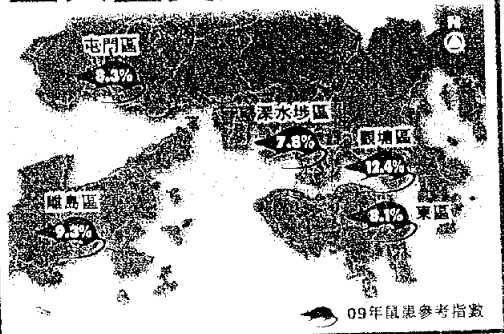 N
屯門區
8.3%
深水埗區
7.8%
觀塘區
12.4%
離島區
9.3%
8.1% 東區
09年鼠患參考指數